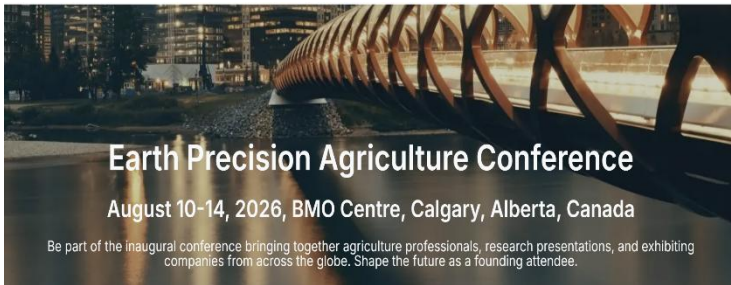 Earth Precision Agriculture Conference
August 10-14, 2026, BMO Centre, Calgary, Alberta, Canada
Be part of the inaugural conference bringing together agriculture professionals, research presentations, and exhibiting
companies from across the globe. Shape the future as a founding attendee.